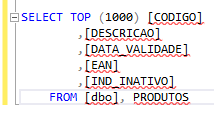 SELECT TOP (1000) [CODIGO]
,[DESCRICAO]
,[DATA_VALIDADE]
,[EAN]
,[IND_INATIVO]
FROM [dbo], PRODUTOS